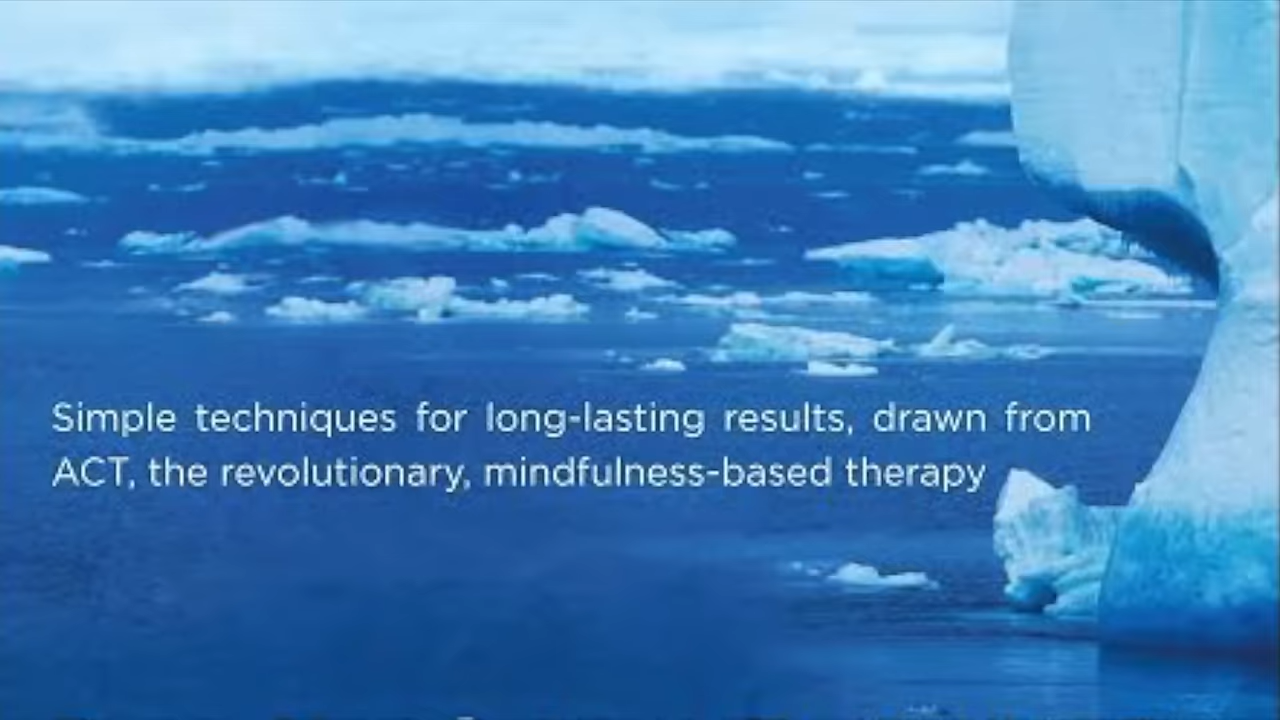 Simple techniques for long-lasting results, drawn from
ACT, the revolutionary, mindfulness-based therapy